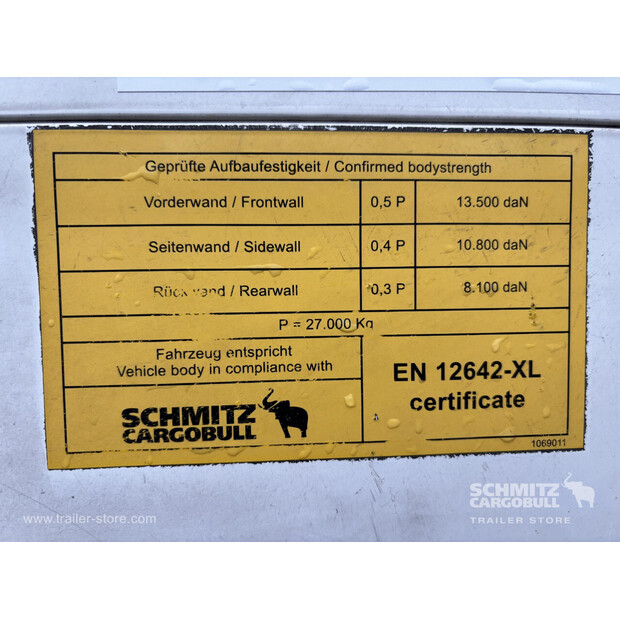 Geprüfte Aufbaufestigkeit / Confirmed bodystrength
Vorderwand / Frontwall 0,5 P 13.500 daN
Seitenwand / Sidewall 0,4 P 10.800 daN
Rückwand / Rearwall 0,3 P 8.100 daN
P = 27.000 Kg
Fahrzeug entspricht
Vehicle body in compliance with
EN 12642-XL
certificate
SCHMITZ
CARGOBULL
1069011
www.trailer-store.com
SCHMITZ
CARGOBULL
TRAILER STORE